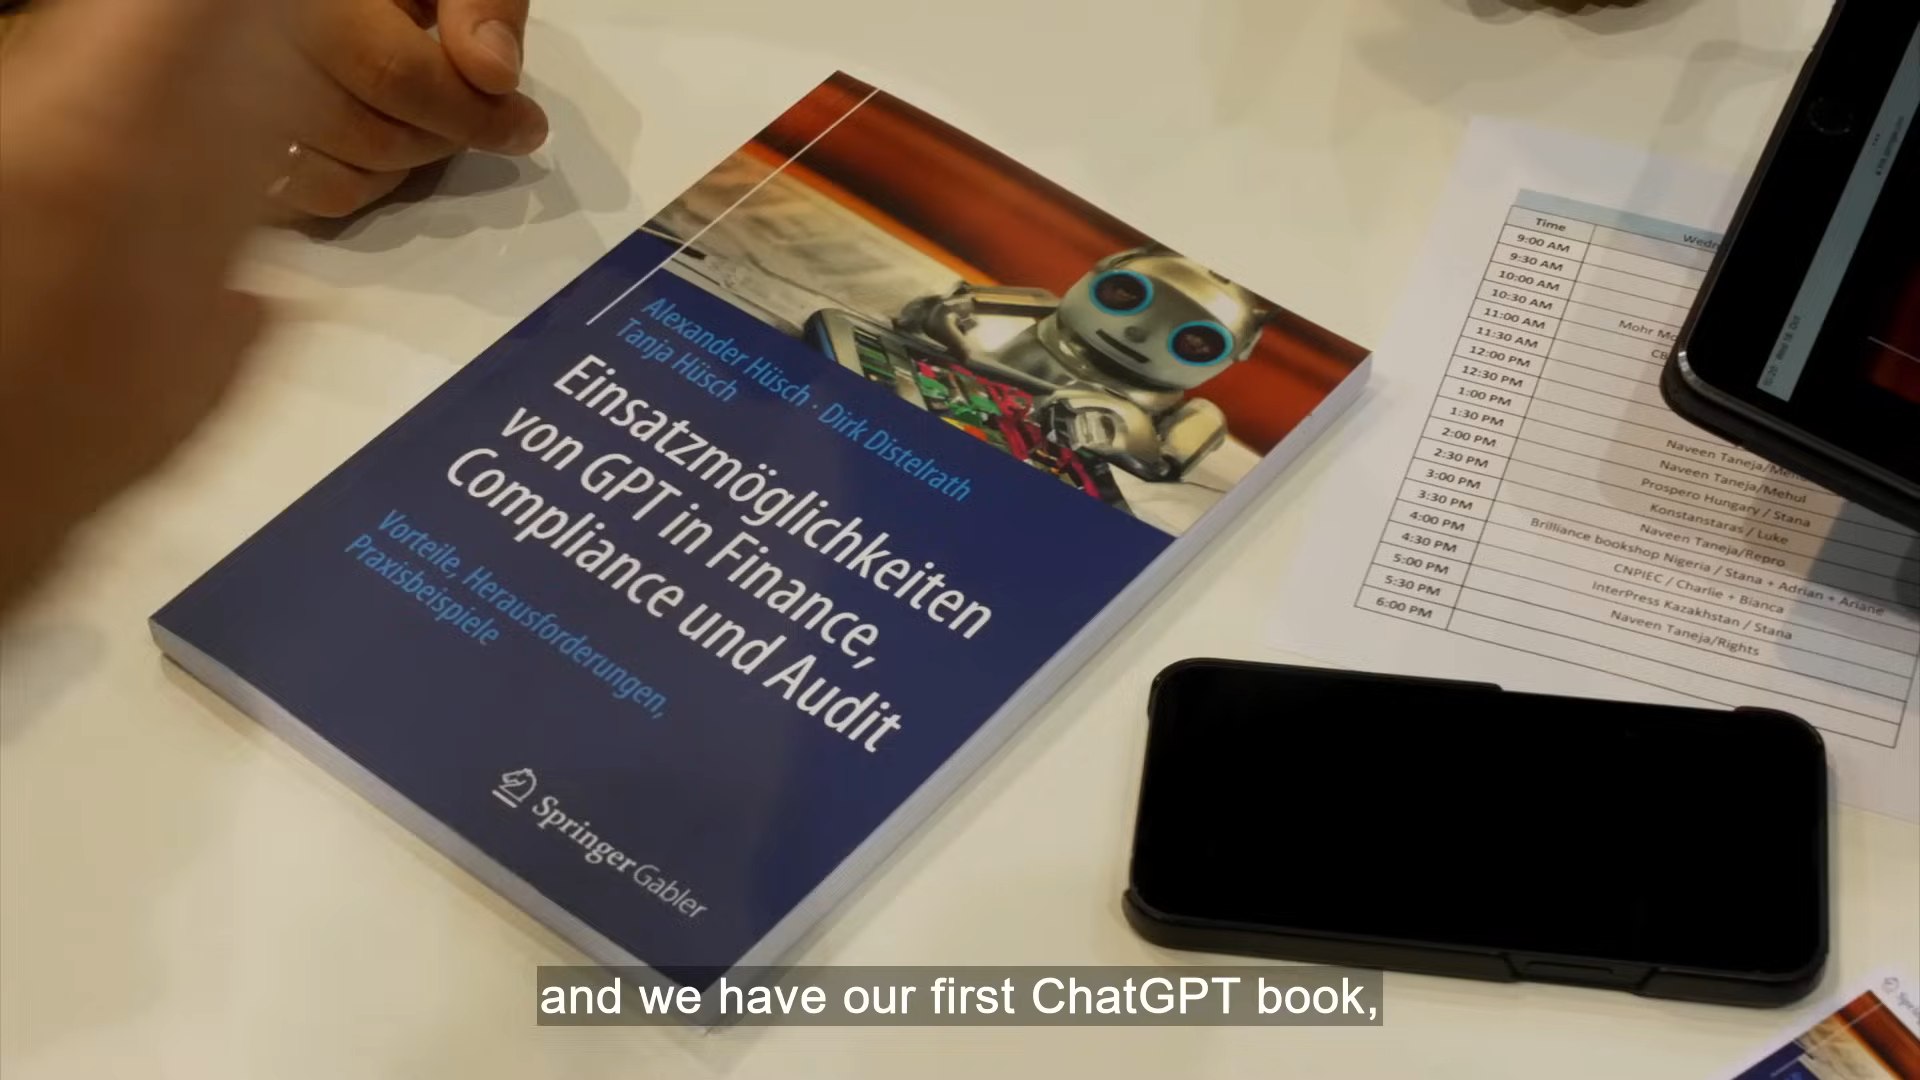 Alexander Hüsch · Dirk Distelrath
Tanja Hüsch
Einsatzmöglichkeiten
von GPT in Finance,
Compliance und Audit
Vorteile, Herausforderungen,
Praxisbeispiele
Springer Gabler
Time
9:00 AM
9:30 AM
10:00 AM
10:30 AM
11:00 AM
Mohr
11:30 AM
12:00 PM
12:30 PM
1:00 PM
1:30 PM
Naveen Taneja/
2:00 PM
Naveen Taneja/Mehul
2:30 PM
Prospero Hungary / Stana
3:00 PM
Konstanstaras / Luke
3:30 PM
Naveen Taneja/Repro
4:00 PM
Brilliance bookshop Nigeria / Stana + Adrian + Ariane
4:30 PM
CNPIEC / Charlie + Bianca
5:00 PM
InterPress Kazakhstan / Stana
5:30 PM
Naveen Taneja/Rights
6:00 PM
and we have our first ChatGPT book,